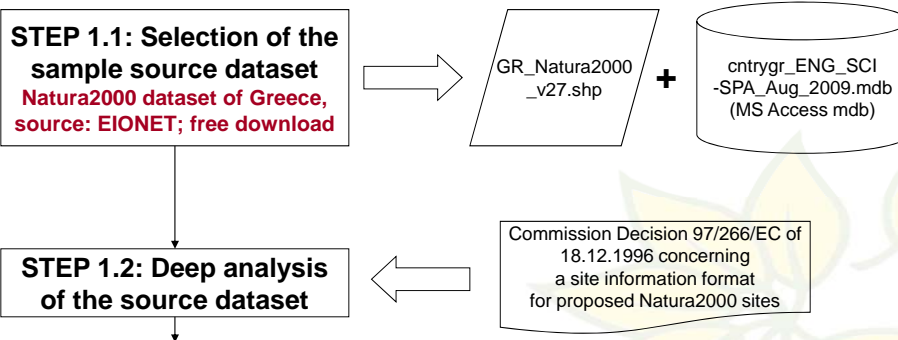 STEP 1.1: Selection of the
sample source dataset
Natura2000 dataset of Greece,
source: EIONET; free download
GR_Natura2000
_v27.shp
+
cntrygr_ENG_SCI
-SPA_Aug_2009.mdb
(MS Access mdb)
STEP 1.2: Deep analysis
of the source dataset
Commission Decision 97/266/EC of
18.12.1996 concerning
a site information format
for proposed Natura2000 sites